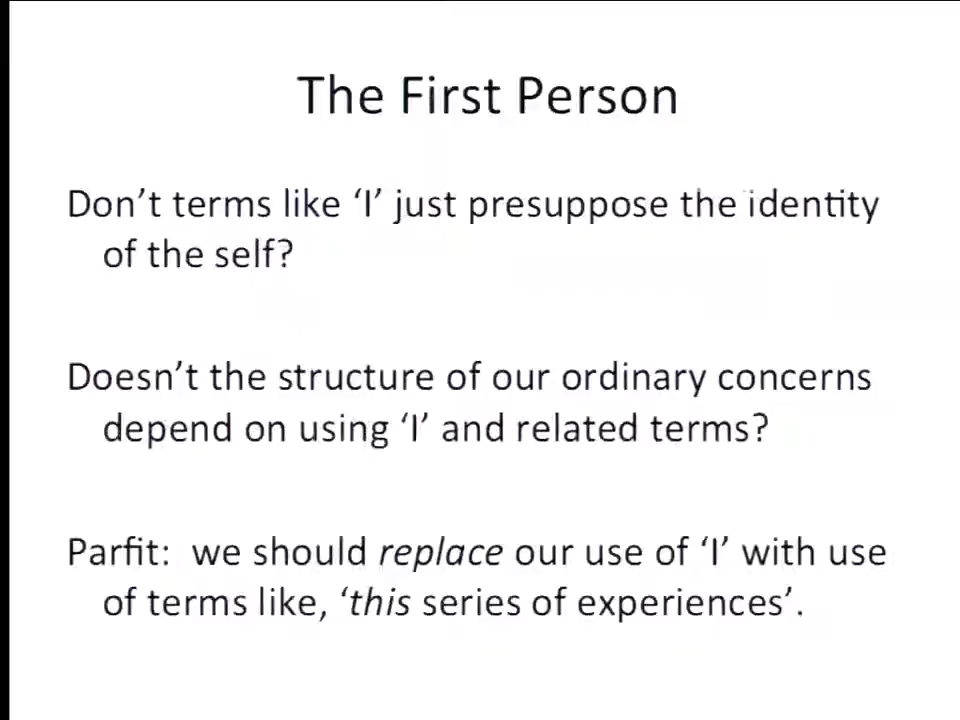 The First Person
Don’t terms like ‘I’ just presuppose the identity
of the self?
Doesn’t the structure of our ordinary concerns
depend on using ‘I’ and related terms?
Parfit:  we should replace our use of ‘I’ with use
of terms like, ‘this series of experiences’.